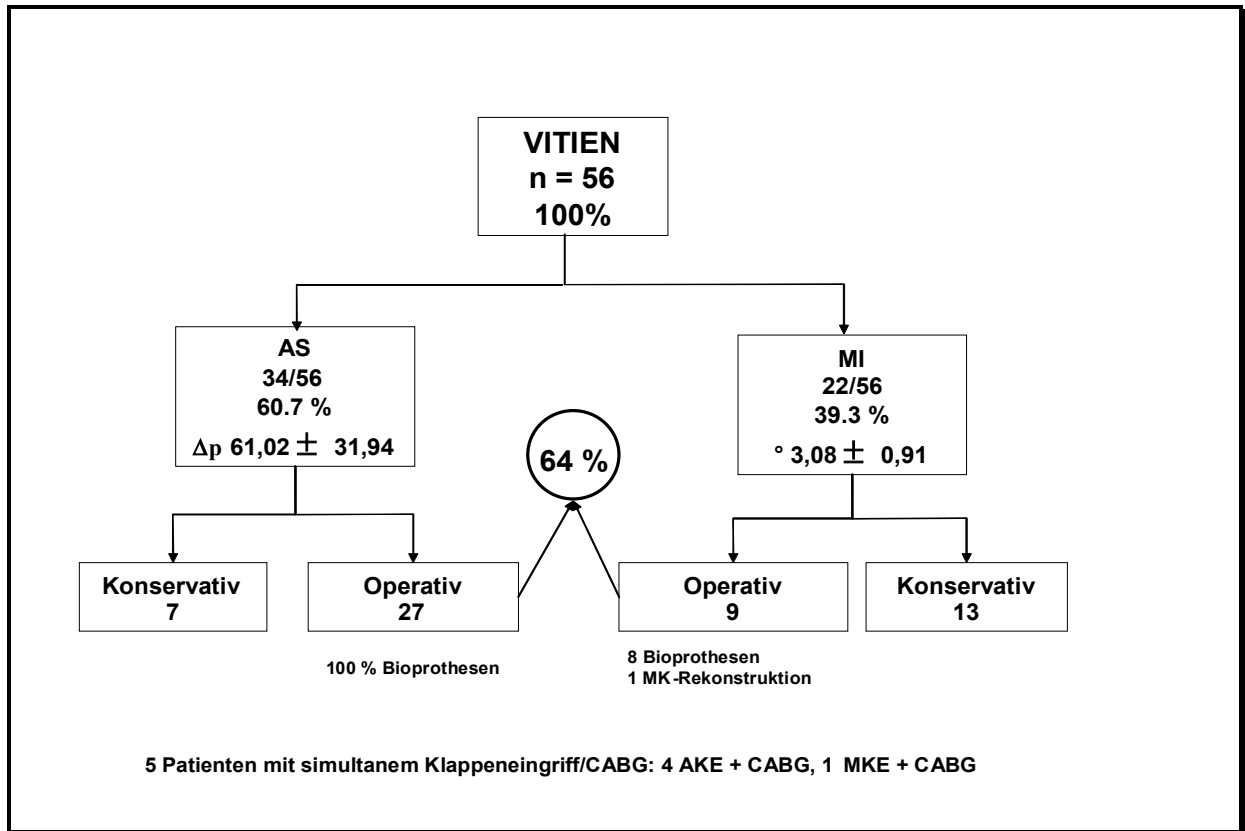 VITIEN
n = 56
100%
AS
34/56
60.7 %
Δp 61,02 ± 31,94
MI
22/56
39.3 %
° 3,08 ± 0,91
64 %
Konservativ
7
Operativ
27
Operativ
9
Konservativ
13
100 % Bioprothesen
8 Bioprothesen
1 MK-Rekonstruktion
5 Patienten mit simultanem Klappeneingriff/CABG: 4 AKE + CABG, 1 MKE + CABG